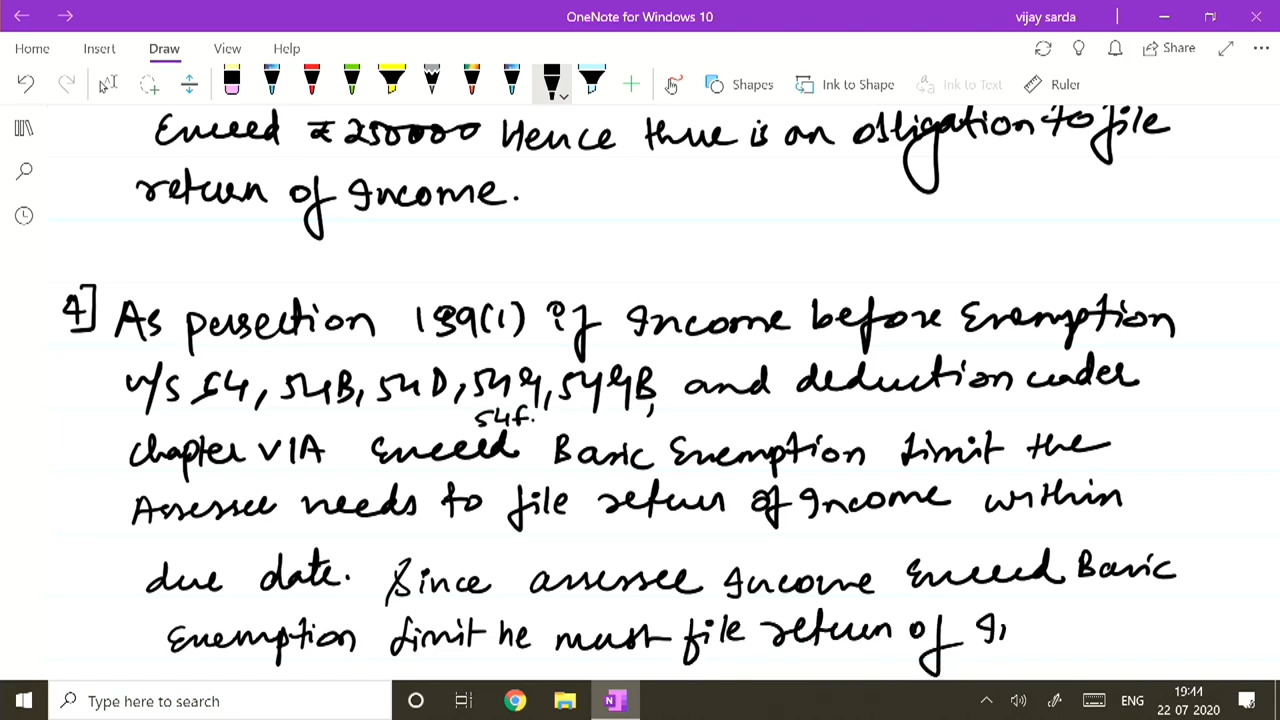 OneNote for Windows 10
vijay sarda
Home Insert Draw View Help
Share
Shapes
Ink to Shape
Ink to Text
Ruler
Exceed ₹250000 Hence there is an obligation to file
return of Income.
4] As per section 139(1) if Income before Exemption
u/s 54, 54B, 54D, 54G, 54GB, and deduction under
54F.
chapter VIA Exceed Basic Exemption Limit the
Assessee needs to file return of Income within
due date. Since assessee Income Exceed Basic
Exemption Limit he must file return of
Type here to search
ENG
19:44
22-07-2020
3